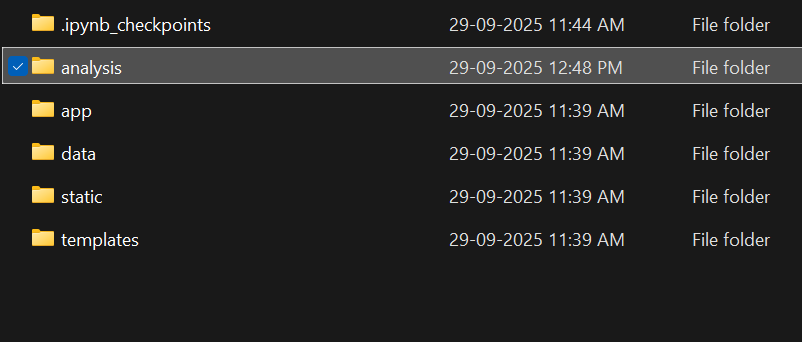 .ipynb_checkpoints 29-09-2025 11:44 AM File folder
analysis 29-09-2025 12:48 PM File folder
app 29-09-2025 11:39 AM File folder
data 29-09-2025 11:39 AM File folder
static 29-09-2025 11:39 AM File folder
templates 29-09-2025 11:39 AM File folder